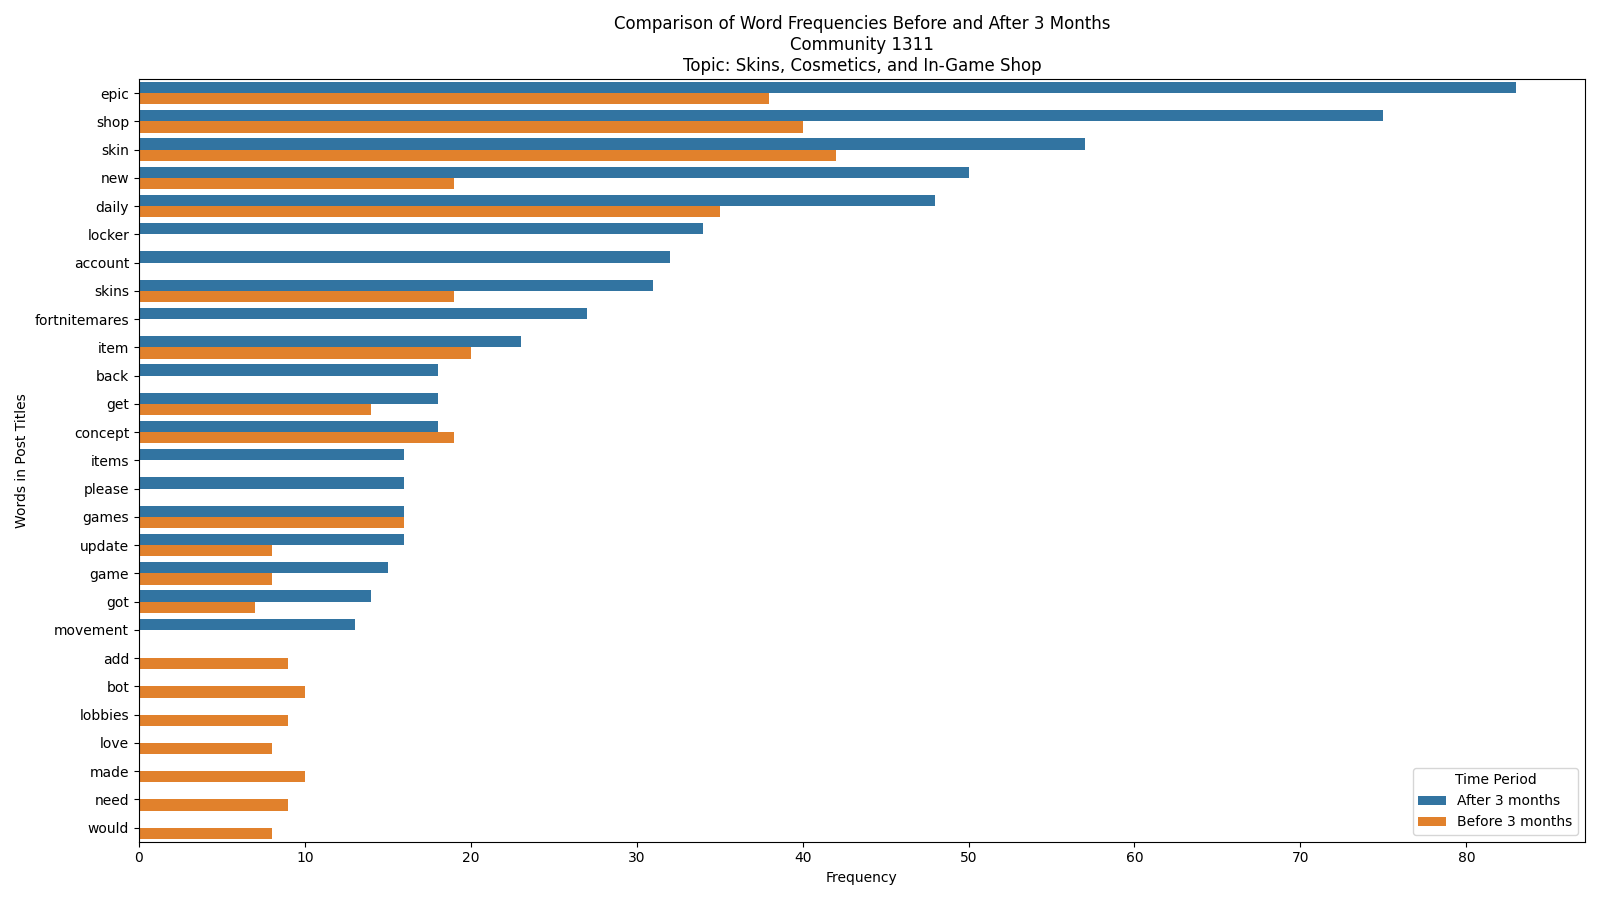 Comparison of Word Frequencies Before and After 3 Months
Community 1311
Topic: Skins, Cosmetics, and In-Game Shop
Words in Post Titles
epic
shop
skin
new
daily
locker
account
skins
fortnitemares
item
back
get
concept
items
please
games
update
game
got
movement
add
bot
lobbies
love
made
need
would
Time Period
After 3 months
Before 3 months
0 10 20 30 40 50 60 70 80
Frequency